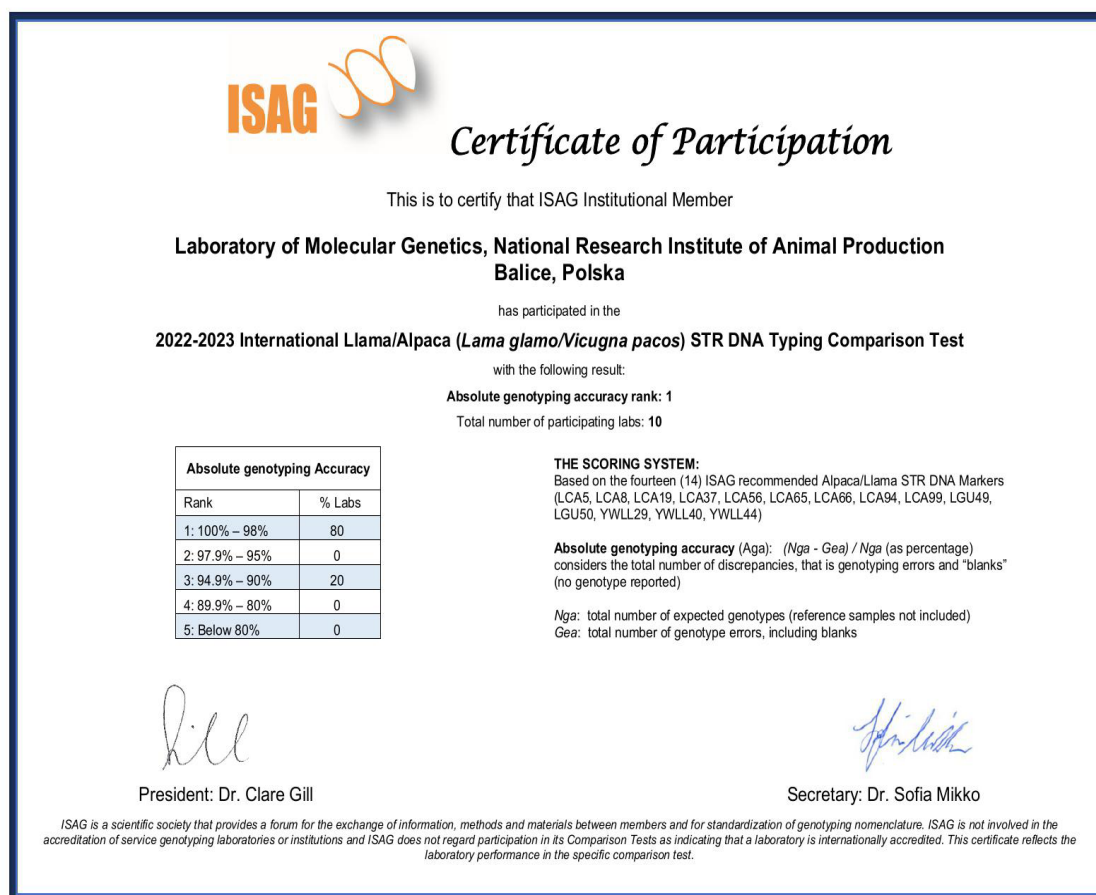 ISAG
Certificate of Participation
This is to certify that ISAG Institutional Member
Laboratory of Molecular Genetics, National Research Institute of Animal Production
Balice, Polska
has participated in the
2022-2023 International Llama/Alpaca (Lama glamo/Vicugna pacos) STR DNA Typing Comparison Test
with the following result:
Absolute genotyping accuracy rank: 1
Total number of participating labs: 10
Absolute genotyping Accuracy
Rank % Labs
1: 100% – 98% 80
2: 97.9% – 95% 0
3: 94.9% – 90% 20
4: 89.9% – 80% 0
5: Below 80% 0
THE SCORING SYSTEM:
Based on the fourteen (14) ISAG recommended Alpaca/Llama STR DNA Markers
(LCA5, LCA8, LCA19, LCA37, LCA56, LCA65, LCA66, LCA94, LCA99, LGU49,
LGU50, YWLL29, YWLL40, YWLL44)
Absolute genotyping accuracy (Aga): (Nga - Gea) / Nga (as percentage)
considers the total number of discrepancies, that is genotyping errors and “blanks”
(no genotype reported)
Nga: total number of expected genotypes (reference samples not included)
Gea: total number of genotype errors, including blanks
President: Dr. Clare Gill
Secretary: Dr. Sofia Mikko
ISAG is a scientific society that provides a forum for the exchange of information, methods and materials between members and for standardization of genotyping nomenclature. ISAG is not involved in the
accreditation of service genotyping laboratories or institutions and ISAG does not regard participation in its Comparison Tests as indicating that a laboratory is internationally accredited. This certificate reflects the
laboratory performance in the specific comparison test.